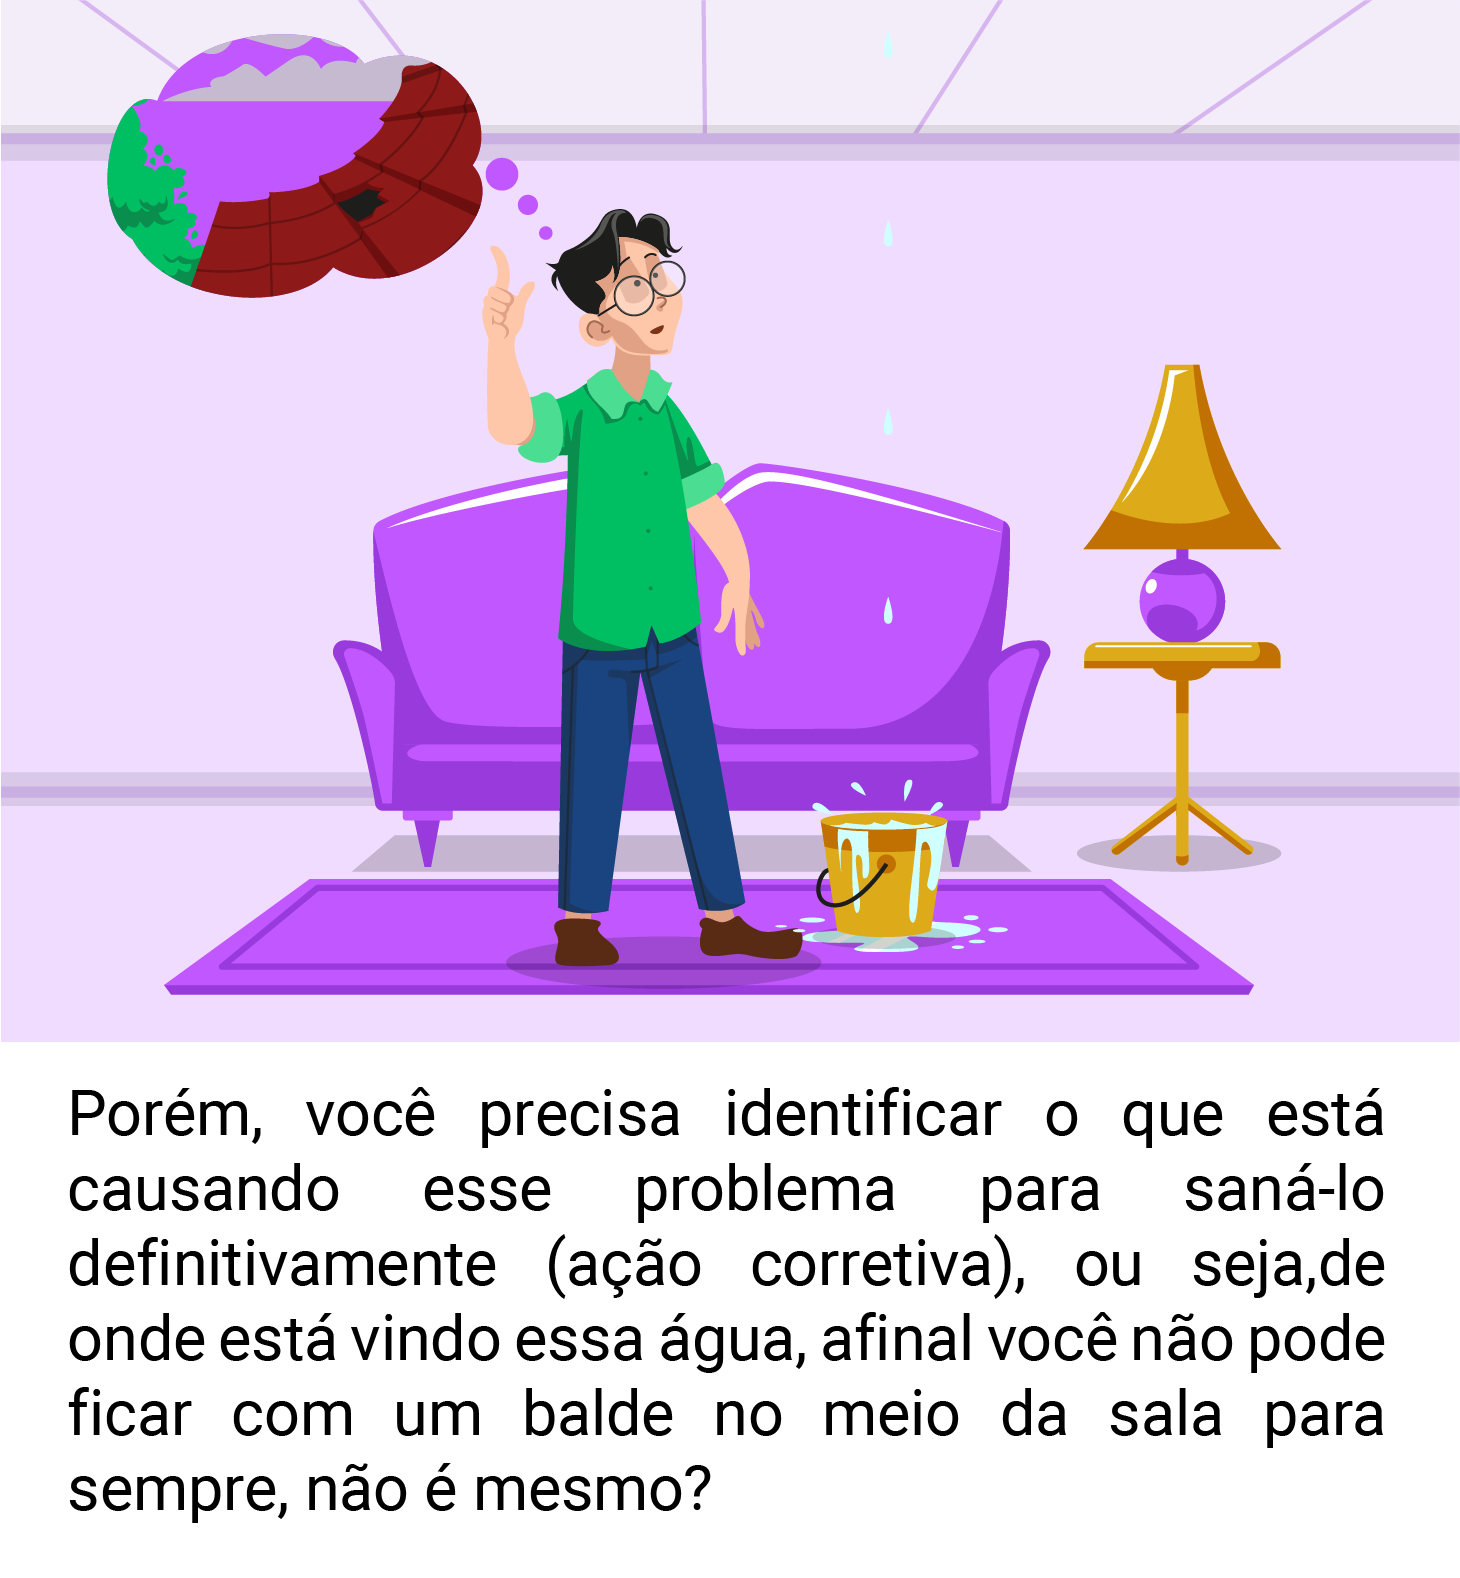 Porém, você precisa identificar o que está
causando esse problema para saná-lo
definitivamente (ação corretiva), ou seja,de
onde está vindo essa água, afinal você não pode
ficar com um balde no meio da sala para
sempre, não é mesmo?